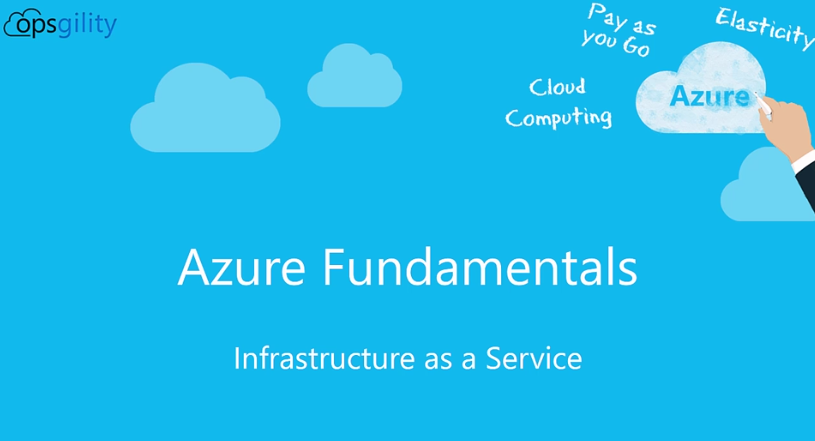 opsgility
Pay as
you Go
Elasticity
Cloud
Computing
Azure
Azure Fundamentals
Infrastructure as a Service